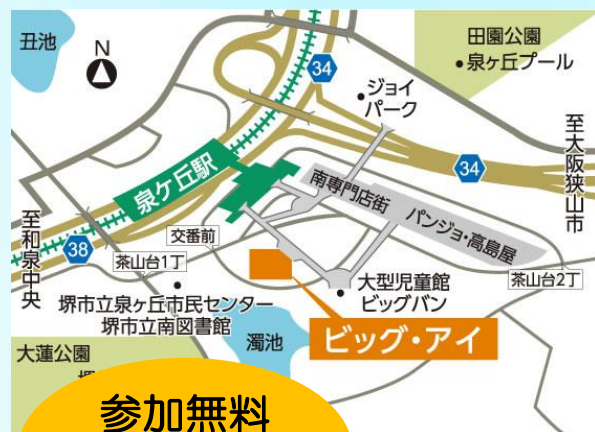 丑池
N
田園公園
泉ヶ丘プール
34
ジョイ
パーク
至大阪狭山市
34
泉ケ丘駅
南専門店街
パンジョ・高島屋
至和泉中央
38
交番前
茶山台1丁
茶山台2丁
堺市立泉ヶ丘市民センター
堺市立南図書館
大型児童館
ビッグバン
濁池
ビッグ・アイ
大蓮公園
参加無料